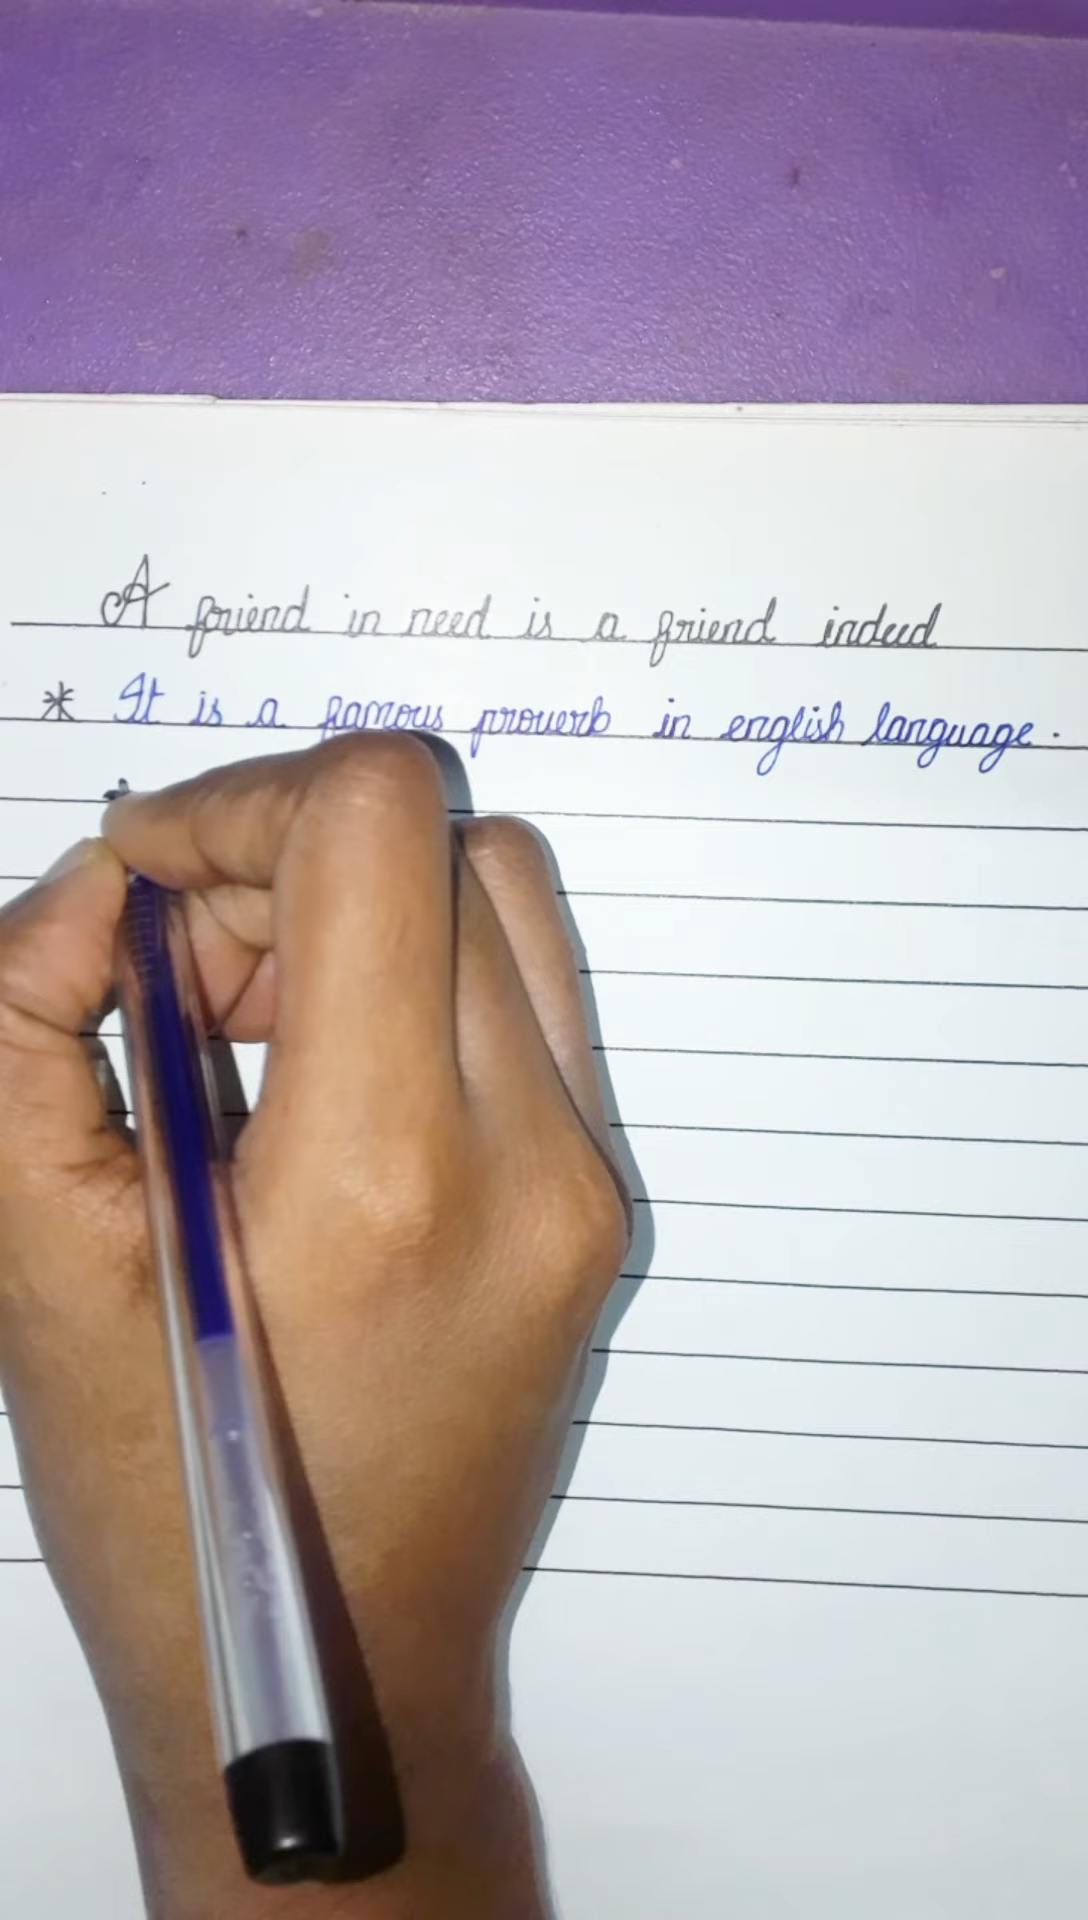 A friend in need is a friend indeed
* It is a famous proverb in english language.